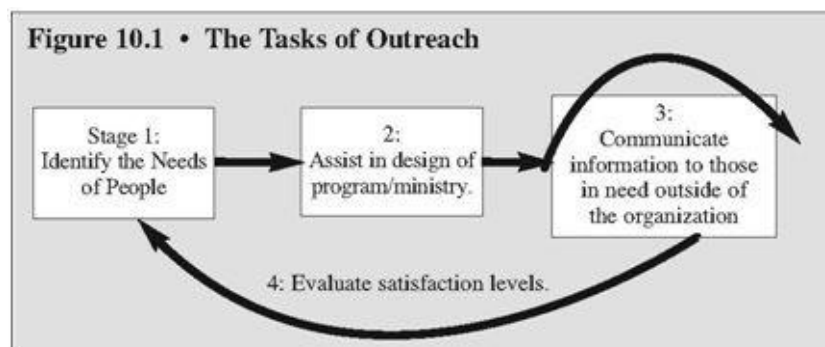 Figure 10.1 • The Tasks of Outreach
Stage 1:
Identify the Needs
of People
2:
Assist in design of
program/ministry.
3:
Communicate
information to those
in need outside of
the organization
4: Evaluate satisfaction levels.